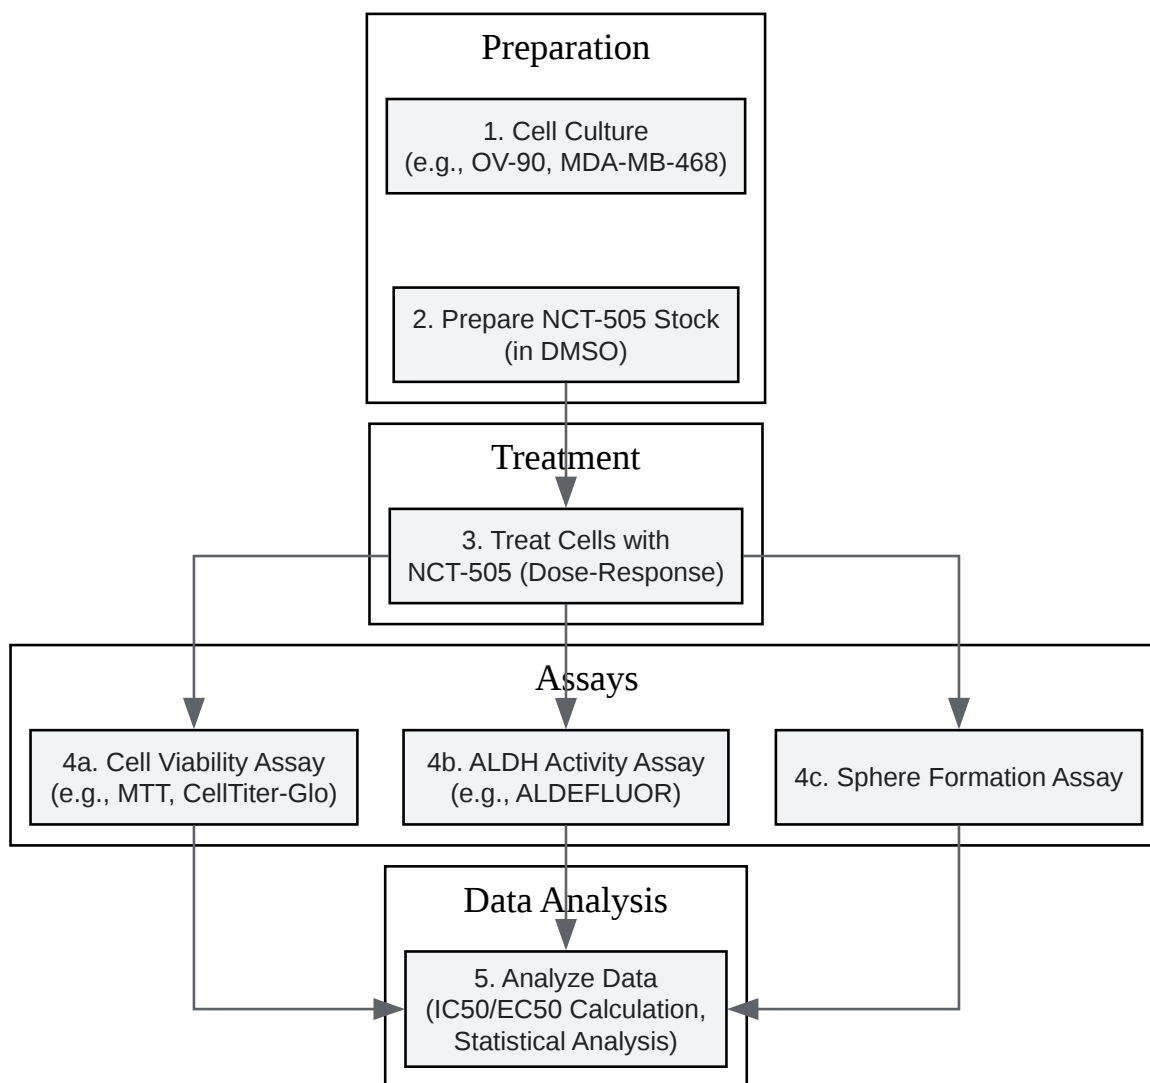 Preparation
1. Cell Culture
(e.g., OV-90, MDA-MB-468)
2. Prepare NCT-505 Stock
(in DMSO)
Treatment
3. Treat Cells with
NCT-505 (Dose-Response)
Assays
4a. Cell Viability Assay
(e.g., MTT, CellTiter-Glo)
4b. ALDH Activity Assay
(e.g., ALDEFLUOR)
4c. Sphere Formation Assay
Data Analysis
5. Analyze Data
(IC50/EC50 Calculation,
Statistical Analysis)